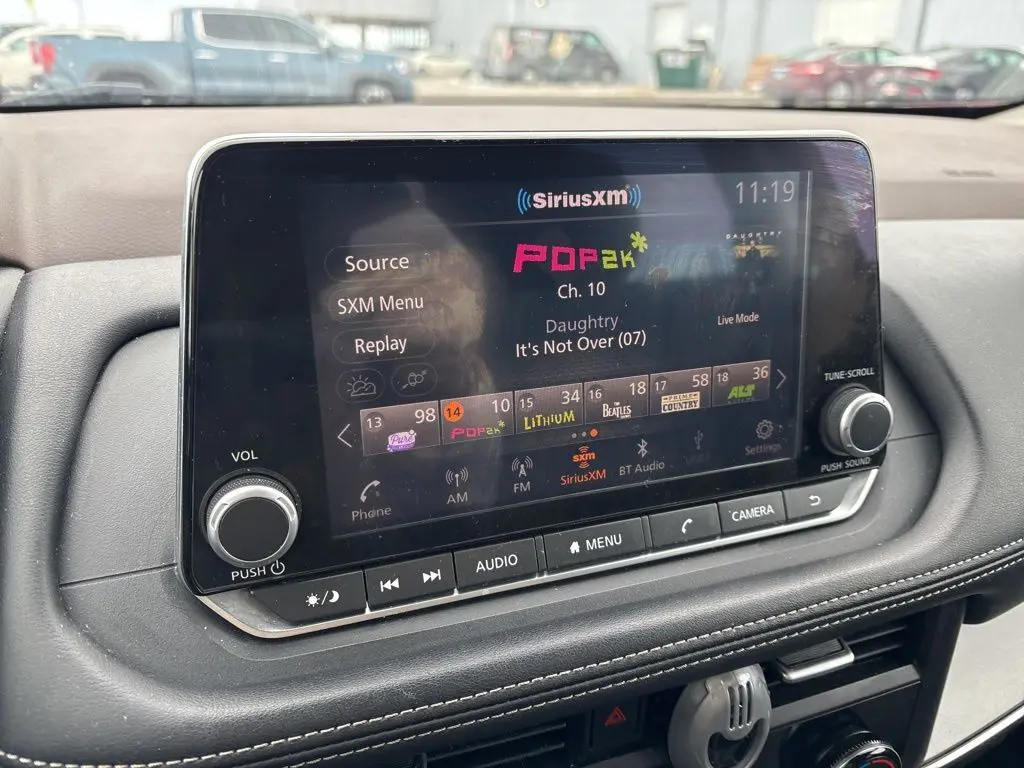 SiriusXM
11:19
Source
SXM Menu
Replay
POP2K*
Ch. 10
Daughtry
It's Not Over (07)
DAUGHTRY
Live Mode
13 98 Pure
14 10 POP2K*
15 34 LITHIUM
16 18 THE BEATLES
17 58 PRIME COUNTRY
18 36 ALT
Phone
AM
FM
sxm
SiriusXM
BT Audio
Settings
VOL
PUSH
TUNE·SCROLL
PUSH SOUND
AUDIO
MENU
CAMERA